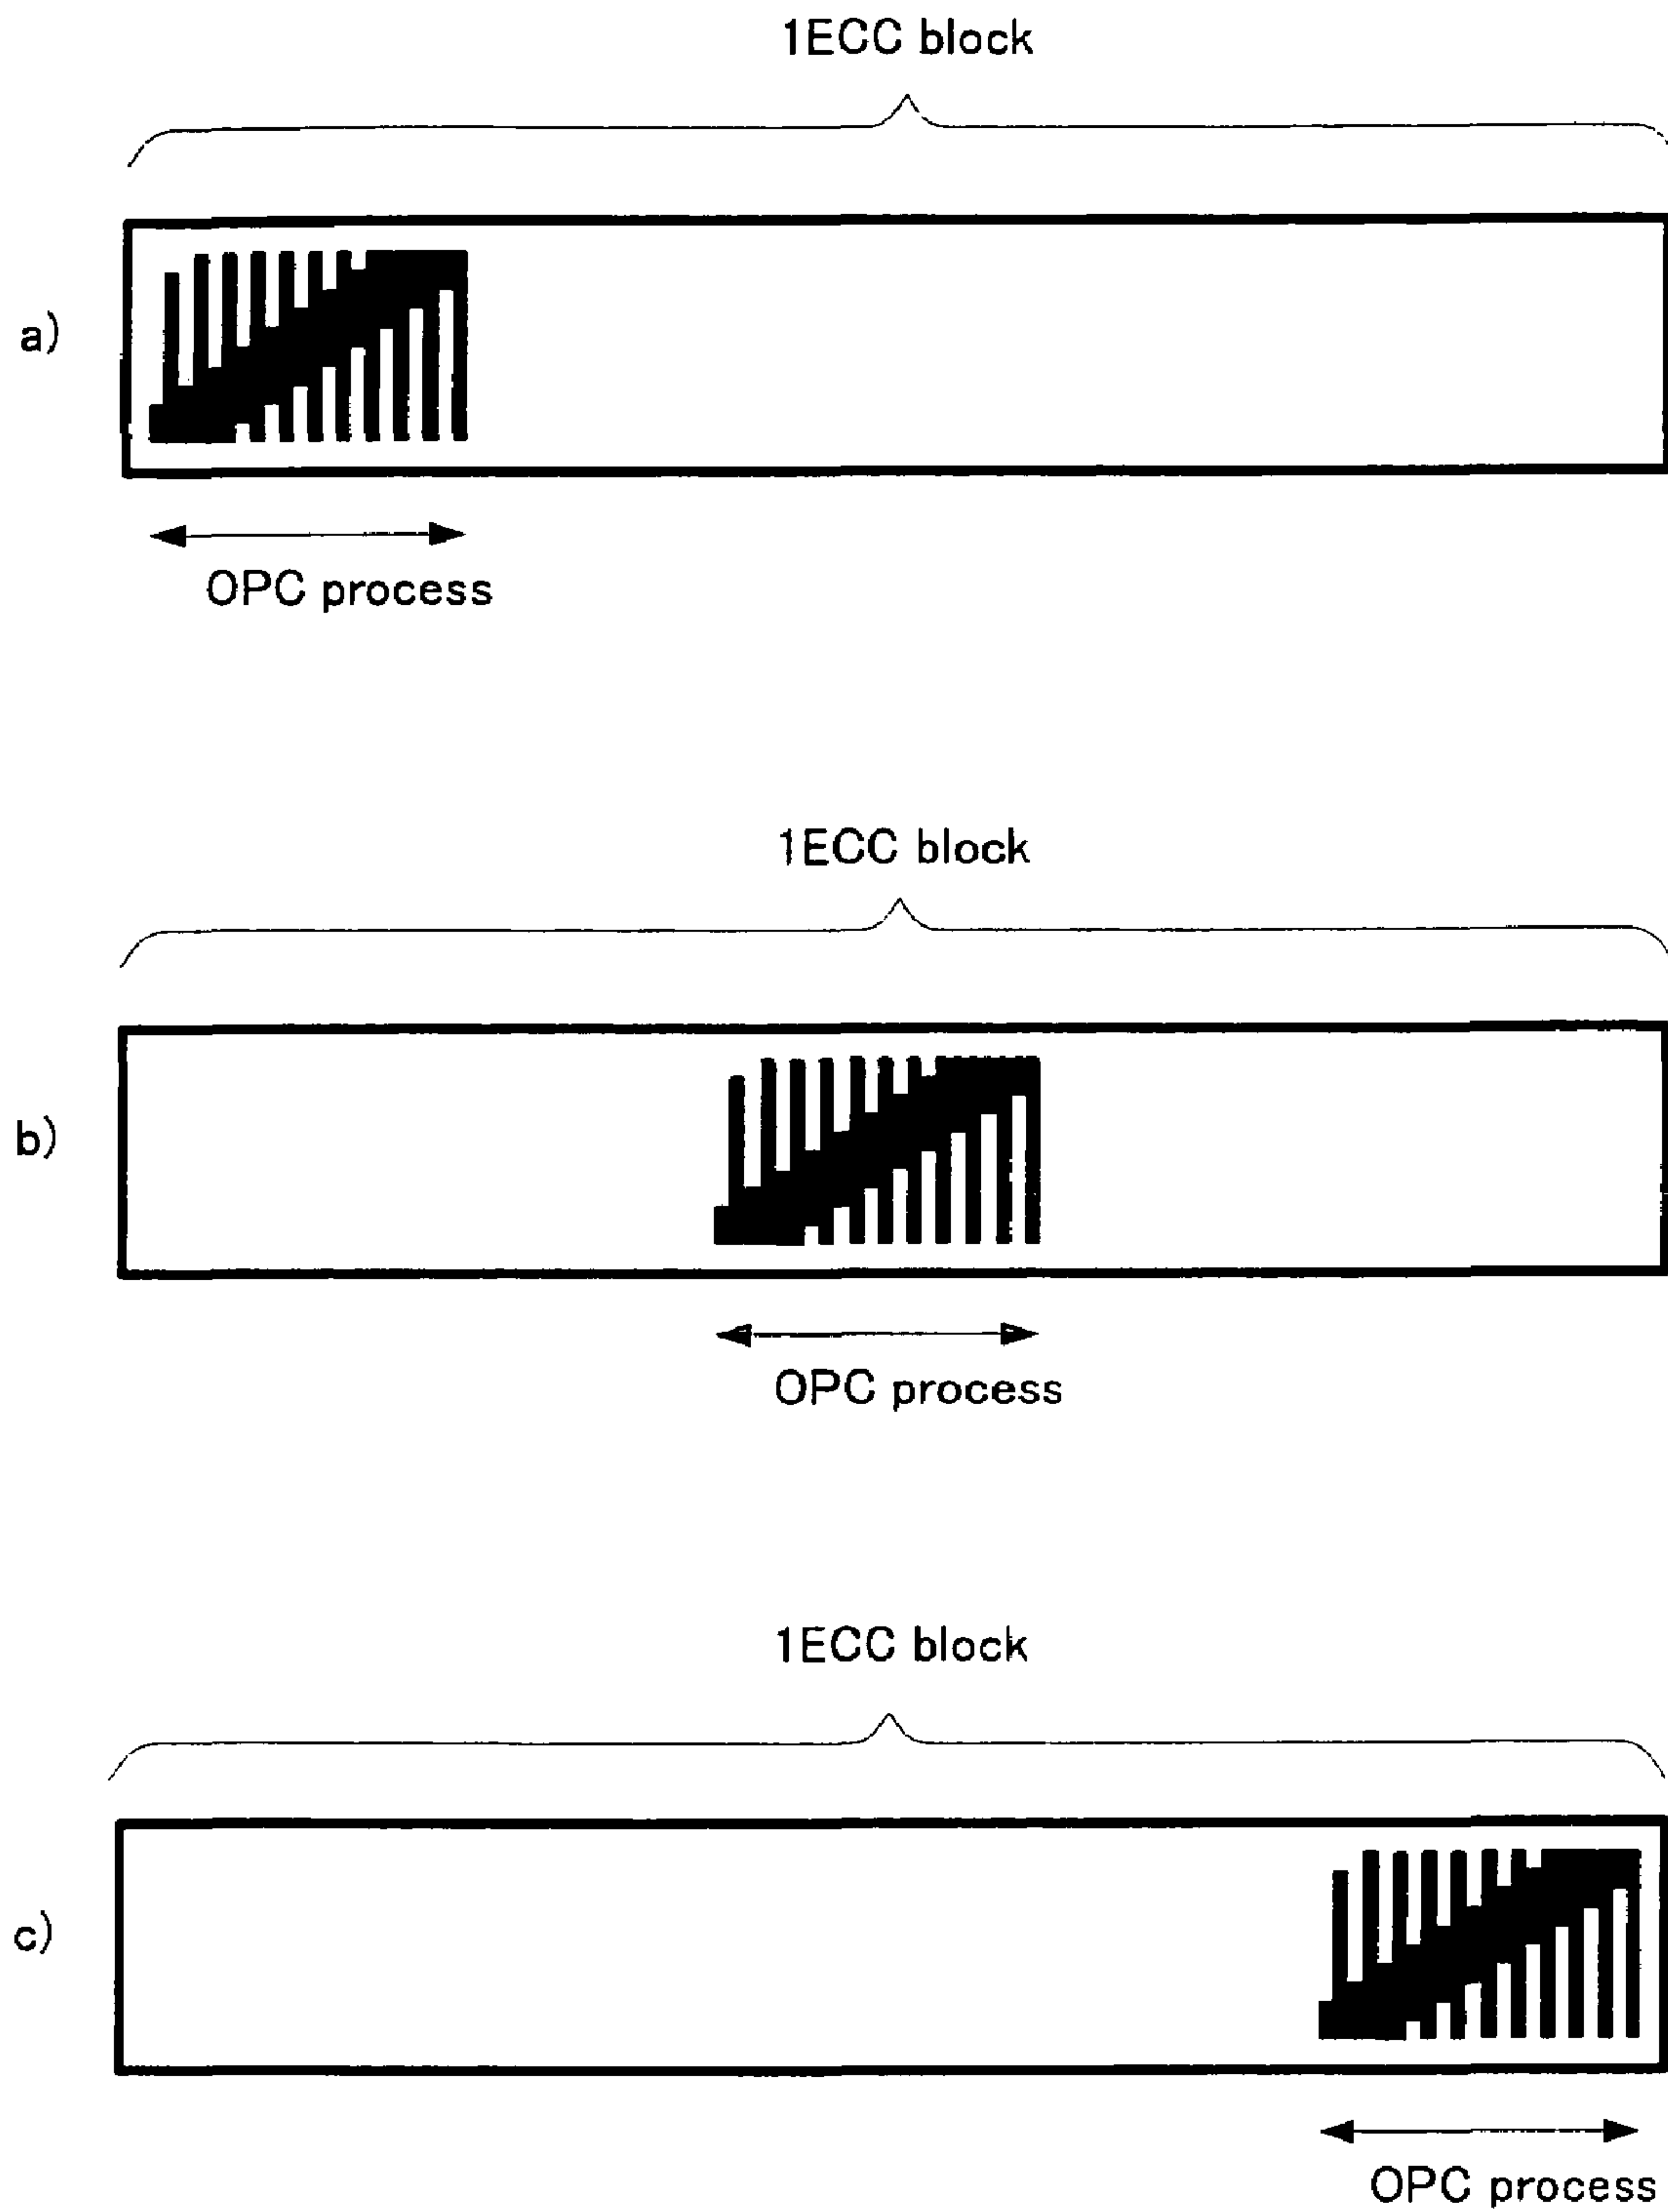 1ECC block
a)
OPC process
1ECC block
b)
OPC process
1ECC block
c)
OPC process